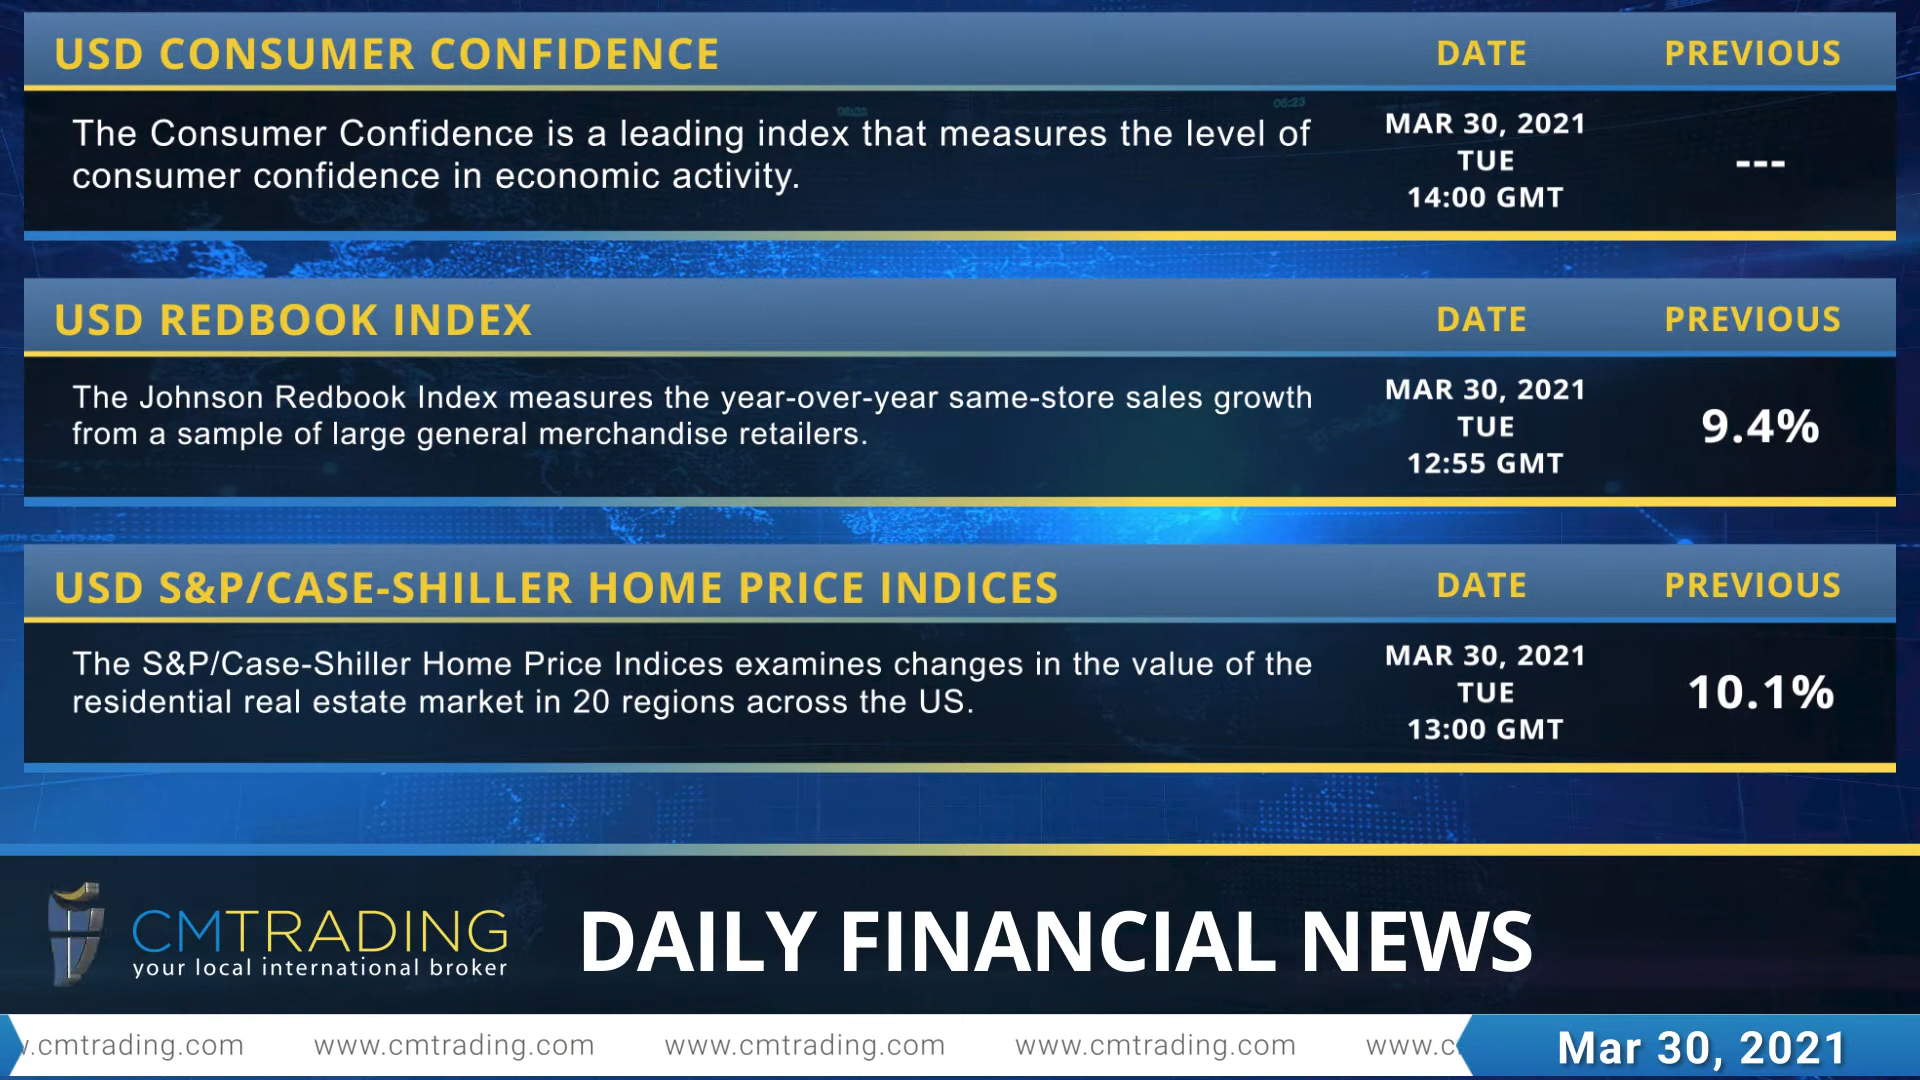 USD CONSUMER CONFIDENCE
DATE
PREVIOUS
The Consumer Confidence is a leading index that measures the level of
consumer confidence in economic activity.
MAR 30, 2021
TUE
14:00 GMT
---
06:23
USD REDBOOK INDEX
DATE
PREVIOUS
The Johnson Redbook Index measures the year-over-year same-store sales growth
from a sample of large general merchandise retailers.
MAR 30, 2021
TUE
12:55 GMT
9.4%
USD S&P/CASE-SHILLER HOME PRICE INDICES
DATE
PREVIOUS
The S&P/Case-Shiller Home Price Indices examines changes in the value of the
residential real estate market in 20 regions across the US.
MAR 30, 2021
TUE
13:00 GMT
10.1%
CMTRADING
your local international broker
DAILY FINANCIAL NEWS
.cmtrading.com www.cmtrading.com www.cmtrading.com www.cmtrading.com www.c
Mar 30, 2021